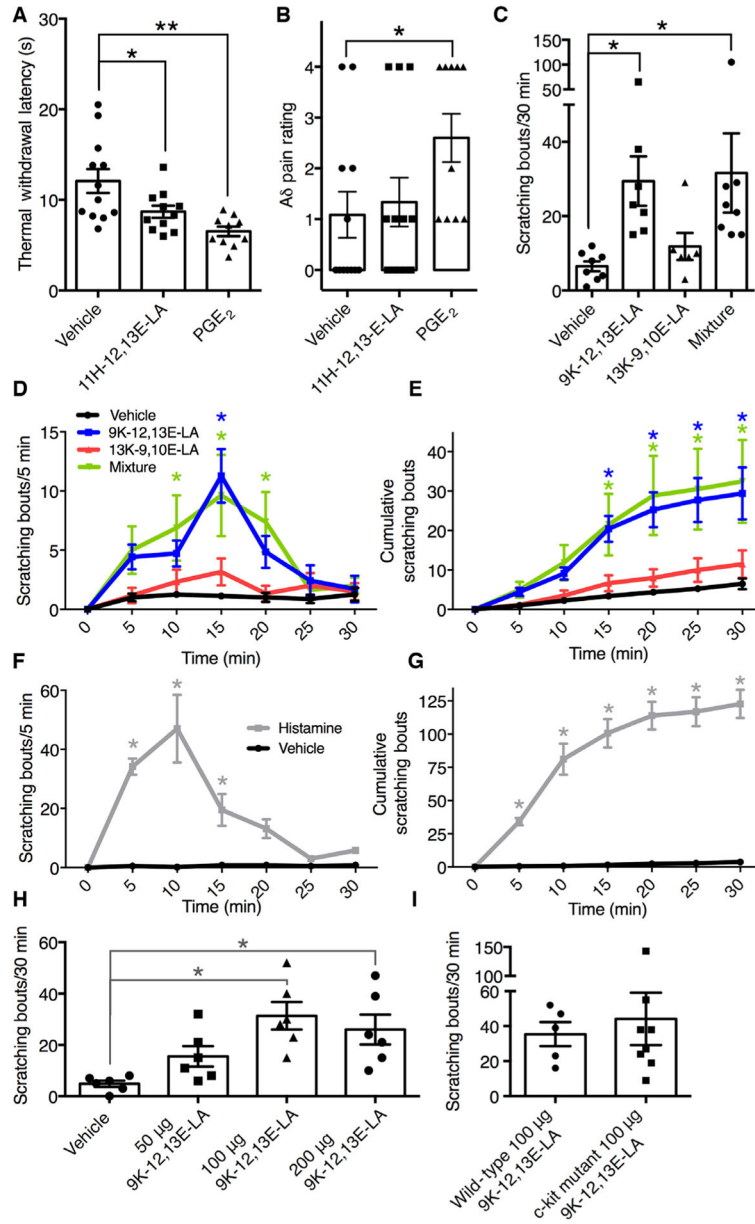 A
Thermal withdrawal latency (s)
30
20
10
0
**
*
Vehicle
11H-12,13E-LA
PGE₂
B
Aδ pain rating
4
3
2
1
0
*
Vehicle
11H-12,13E-LA
PGE₂
C
Scratching bouts/30 min
150
100
50
40
20
0
*
*
Vehicle
9K-12,13E-LA
13K-9,10E-LA
Mixture
D
Scratching bouts/5 min
15
10
5
0
Vehicle
9K-12,13E-LA
13K-9,10E-LA
Mixture
*
* * *
0 5 10 15 20 25 30
Time (min)
E
Cumulative
scratching bouts
40
30
20
10
0
* * * *
* * * *
0 5 10 15 20 25 30
Time (min)
F
Scratching bouts/5 min
60
40
20
0
* * *
Histamine
Vehicle
0 5 10 15 20 25 30
Time (min)
G
Cumulative
scratching bouts
125
100
75
50
25
0
* * * * * *
0 5 10 15 20 25 30
Time (min)
H
Scratching bouts/30 min
60
40
20
0
*
*
Vehicle
50 µg
9K-12,13E-LA
100 µg
9K-12,13E-LA
200 µg
9K-12,13E-LA
I
Scratching bouts/30 min
150
100
60
40
20
0
Wild-type 100 µg
9K-12,13E-LA
c-kit mutant 100 µg
9K-12,13E-LA